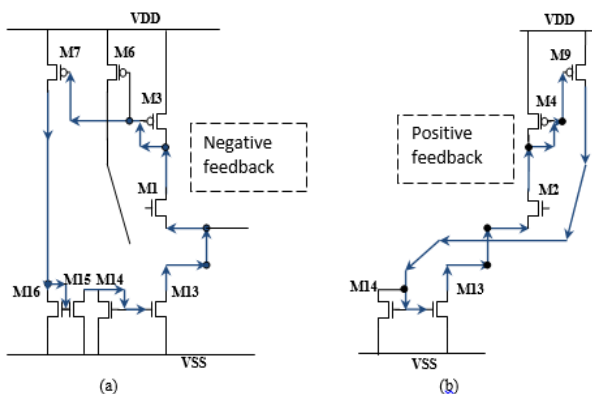 VDD
M7
M6
M3
Negative
feedback
M1
M16
M15
M14
M13
VSS
(a)
(b)
VDD
M9
M4
Positive
feedback
M2
M14
M13
VSS